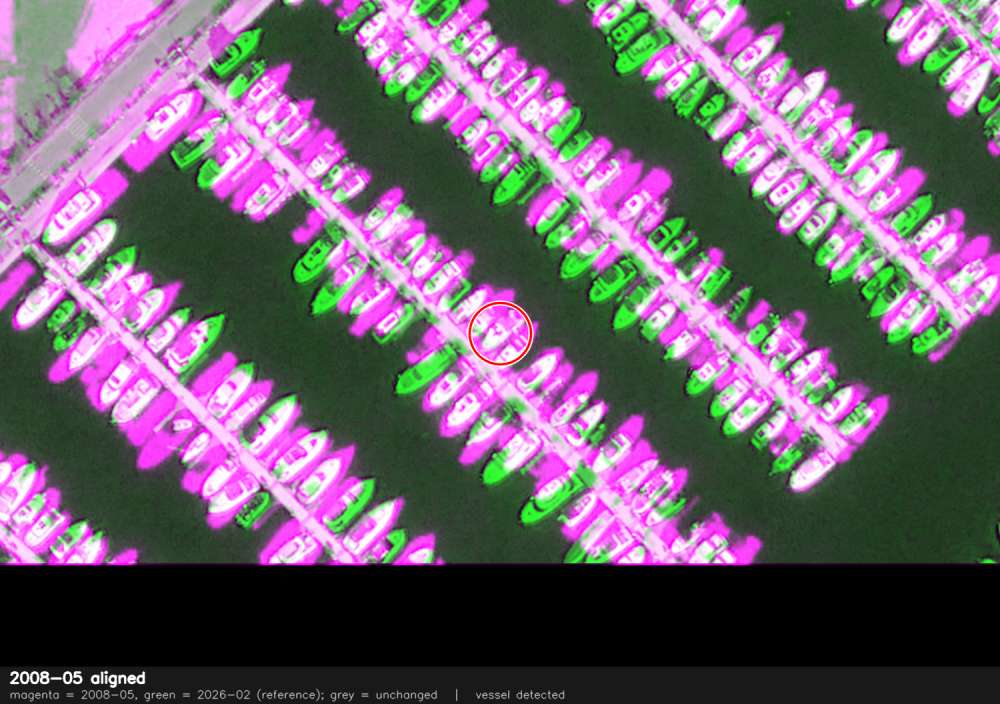 2008-05 aligned
magenta = 2008-05, green = 2026-02 (reference); grey = unchanged | vessel detected